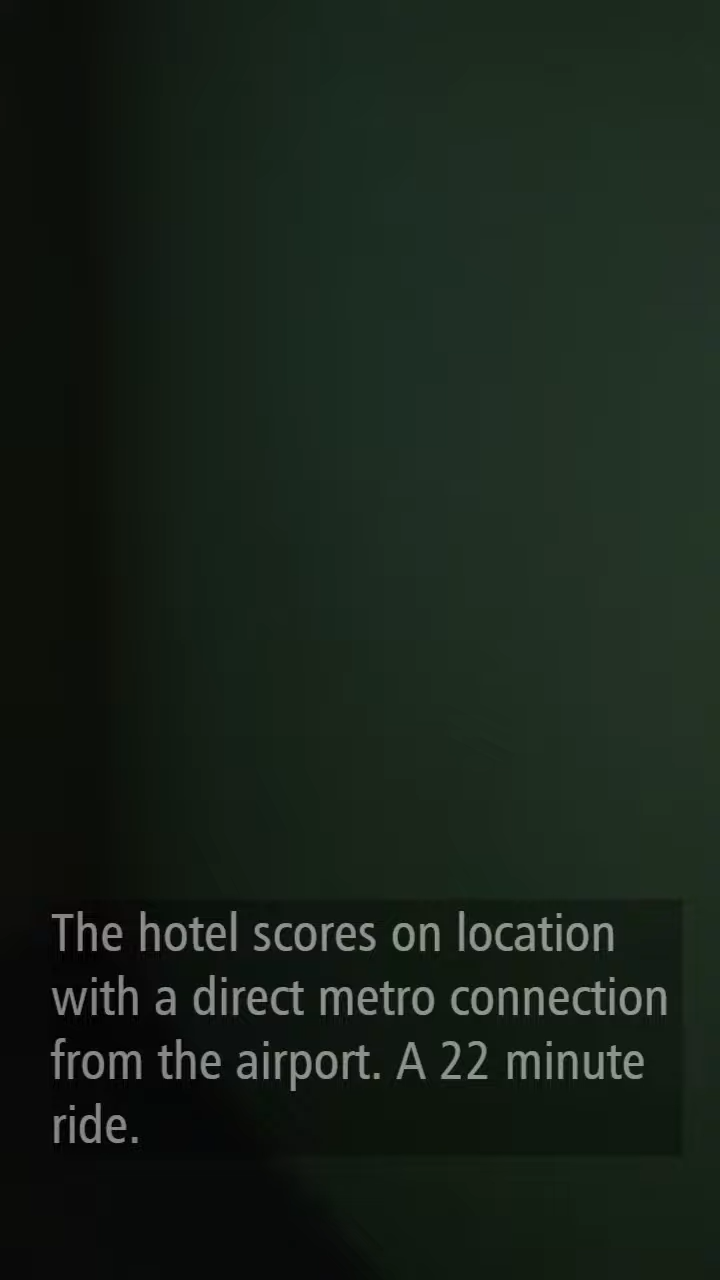 The hotel scores on location
with a direct metro connection
from the airport. A 22 minute
ride.